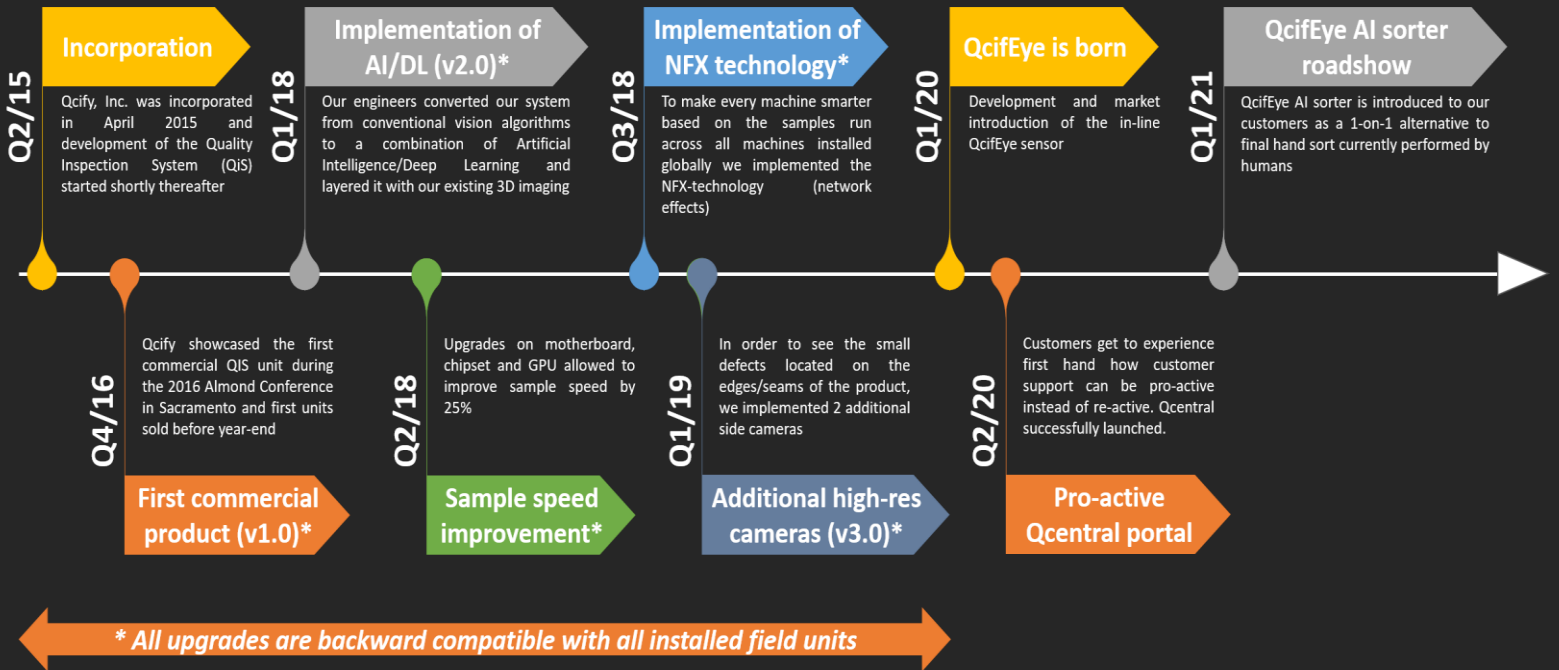 Q2/15
Incorporation
Qcify, Inc. was incorporated
in April 2015 and
development of the Quality
Inspection System (QiS)
started shortly thereafter
Q4/16
Qcify showcased the first
commercial QIS unit during
the 2016 Almond Conference
in Sacramento and first units
sold before year-end
First commercial
product (v1.0)*
Q1/18
Implementation of
AI/DL (v2.0)*
Our engineers converted our system
from conventional vision algorithms
to a combination of Artificial
Intelligence/Deep Learning and
layered it with our existing 3D imaging
Q2/18
Upgrades on motherboard,
chipset and GPU allowed to
improve sample speed by
25%
Sample speed
improvement*
Q3/18
Implementation of
NFX technology*
To make every machine smarter
based on the samples run
across all machines installed
globally we implemented the
NFX-technology (network
effects)
Q1/19
In order to see the small
defects located on the
edges/seams of the product,
we implemented 2 additional
side cameras
Additional high-res
cameras (v3.0)*
Q1/20
QcifEye is born
Development and market
introduction of the in-line
QcifEye sensor
Q2/20
Customers get to experience
first hand how customer
support can be pro-active
instead of re-active. Qcentral
successfully launched.
Pro-active
Qcentral portal
Q1/21
QcifEye AI sorter
roadshow
QcifEye AI sorter is introduced to our
customers as a 1-on-1 alternative to
final hand sort currently performed by
humans
* All upgrades are backward compatible with all installed field units